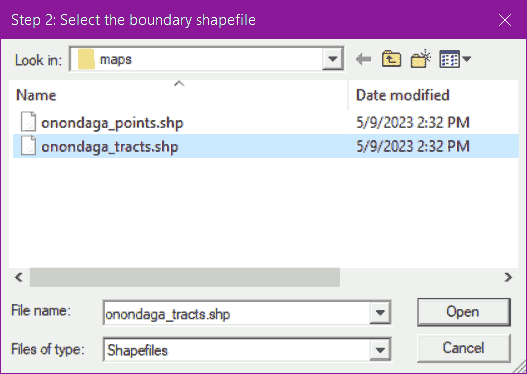 Step 2: Select the boundary shapefile
Look in: maps
Name Date modified
onondaga_points.shp 5/9/2023 2:32 PM
onondaga_tracts.shp 5/9/2023 2:32 PM
File name: onondaga_tracts.shp Open
Files of type: Shapefiles Cancel